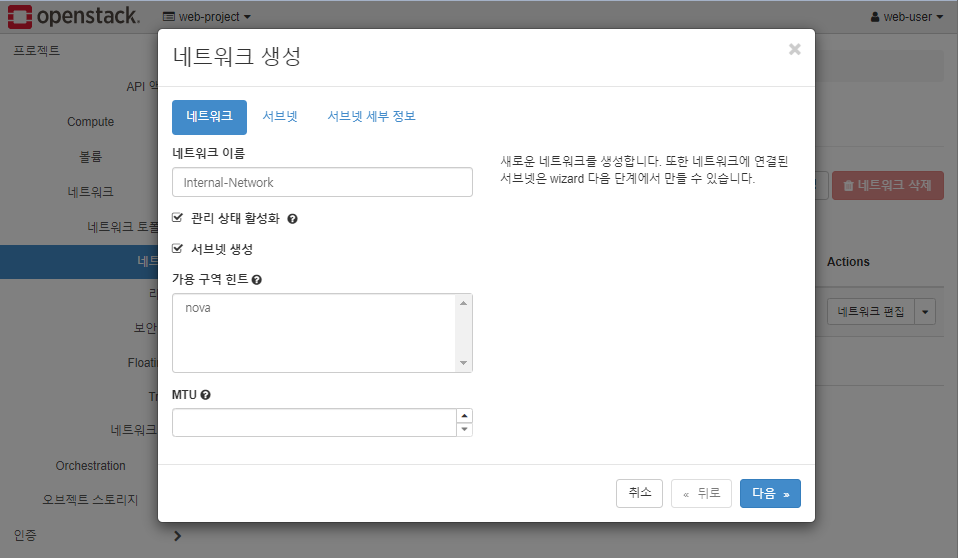 openstack.
web-project
web-user
프로젝트
API 액
Compute
볼륨
네트워크
네트워크 토폴
네트
보안
Floati
네트워크
Orchestration
오브젝트 스토리지
인증
네트워크 생성
×
네트워크 서브넷 서브넷 세부 정보
네트워크 이름
Internal-Network
관리 상태 활성화
서브넷 생성
가용 구역 힌트
nova
MTU
새로운 네트워크를 생성합니다. 또한 네트워크에 연결된
서브넷은 wizard 다음 단계에서 만들 수 있습니다.
취소 « 뒤로 다음 »
네트워크 삭제
Actions
네트워크 편집